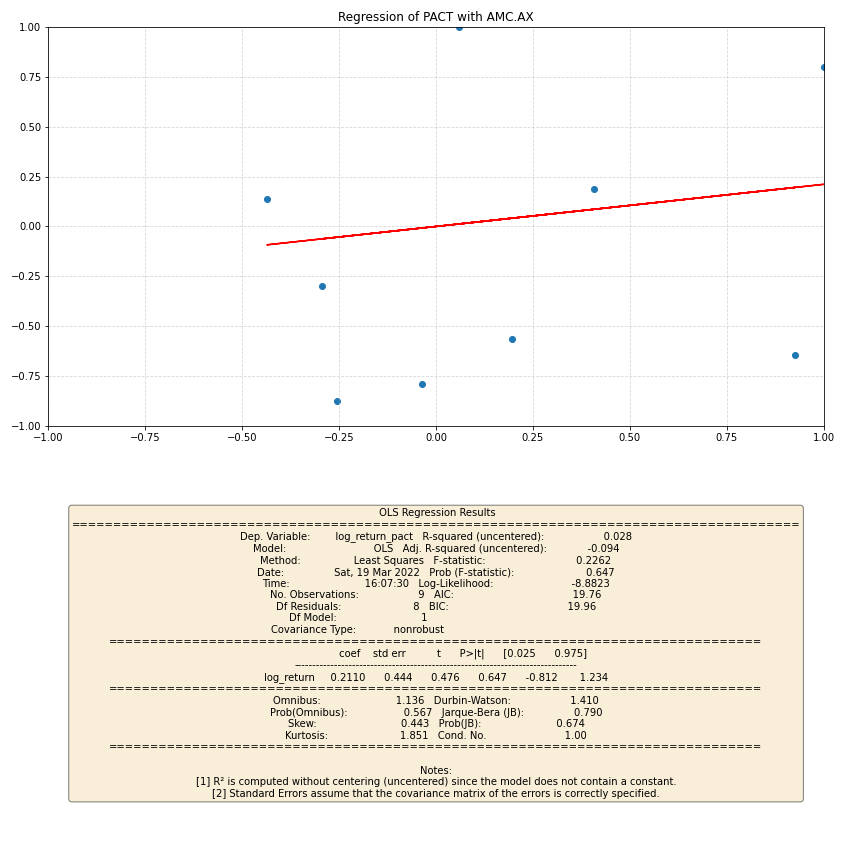 Regression of PACT with AMC.AX
1.00
0.75
0.50
0.25
0.00
−0.25
−0.50
−0.75
−1.00
−1.00 −0.75 −0.50 −0.25 0.00 0.25 0.50 0.75 1.00
OLS Regression Results
==============================================================================
Dep. Variable: log_return_pact R-squared (uncentered): 0.028
Model: OLS Adj. R-squared (uncentered): -0.094
Method: Least Squares F-statistic: 0.2262
Date: Sat, 19 Mar 2022 Prob (F-statistic): 0.647
Time: 16:07:30 Log-Likelihood: -8.8823
No. Observations: 9 AIC: 19.76
Df Residuals: 8 BIC: 19.96
Df Model: 1
Covariance Type: nonrobust
==============================================================================
coef std err t P>|t| [0.025 0.975]
------------------------------------------------------------------------------
log_return 0.2110 0.444 0.476 0.647 -0.812 1.234
==============================================================================
Omnibus: 1.136 Durbin-Watson: 1.410
Prob(Omnibus): 0.567 Jarque-Bera (JB): 0.790
Skew: 0.443 Prob(JB): 0.674
Kurtosis: 1.851 Cond. No. 1.00
==============================================================================
Notes:
[1] R² is computed without centering (uncentered) since the model does not contain a constant.
[2] Standard Errors assume that the covariance matrix of the errors is correctly specified.